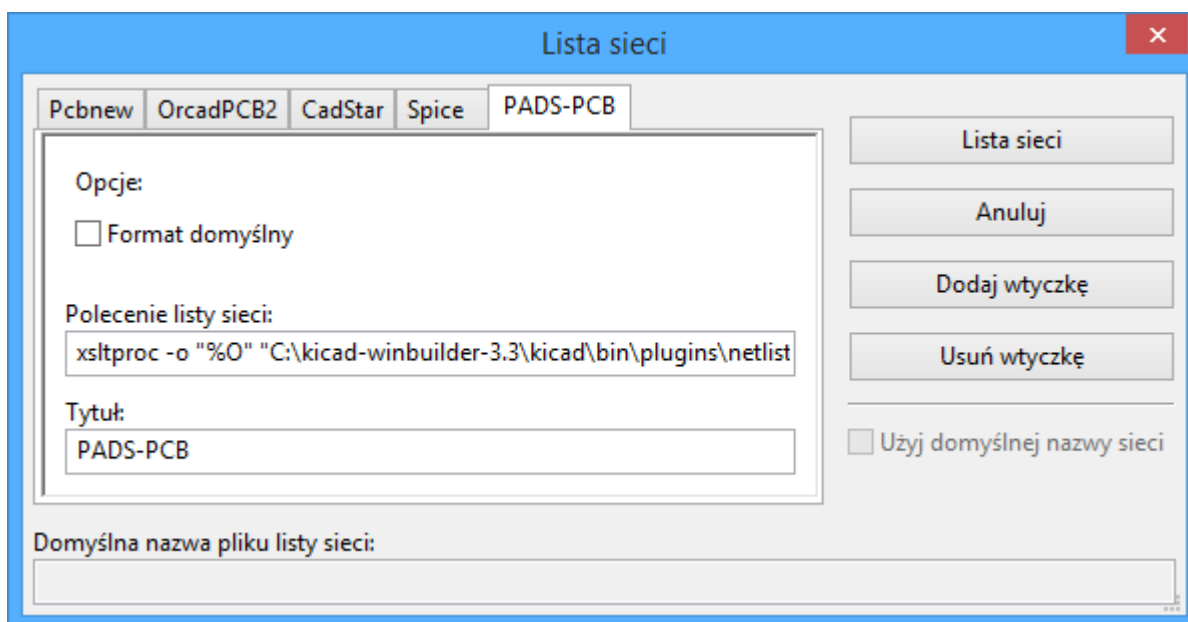 Lista sieci
Pcbnew OrcadPCB2 CadStar Spice PADS-PCB
Opcje:
Format domyślny
Polecenie listy sieci:
xsltproc -o "%O" "C:\kicad-winbuilder-3.3\kicad\bin\plugins\netlist
Tytuł:
PADS-PCB
Lista sieci
Anuluj
Dodaj wtyczkę
Usuń wtyczkę
Użyj domyślnej nazwy sieci
Domyślna nazwa pliku listy sieci: